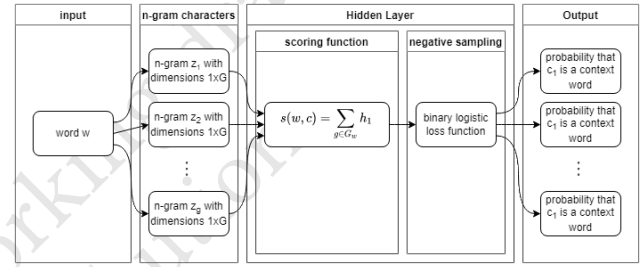 input
n-gram characters
Hidden Layer
Output
scoring function
negative sampling
word w
n-gram z₁ with
dimensions 1xG
n-gram z₂ with
dimensions 1xG
⋮
n-gram z_g with
dimensions 1xG
s(w, c) = ∑_{g∈G_w} h₁
binary logistic
loss function
probability that
c₁ is a context
word
probability that
c₁ is a context
word
⋮
probability that
c₁ is a context
word